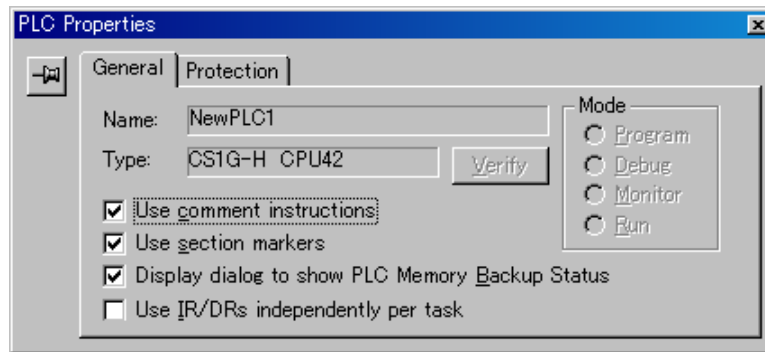 PLC Properties
General
Protection
Name:
NewPLC1
Type:
CS1G-H CPU42
Verify
Mode
Program
Debug
Monitor
Run
Use comment instructions
Use section markers
Display dialog to show PLC Memory Backup Status
Use IR/DRs independently per task